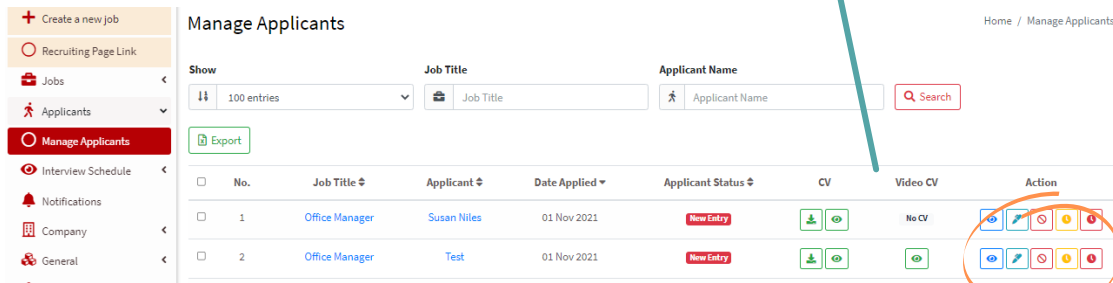 Create a new job
Recruiting Page Link
Jobs
Applicants
Manage Applicants
Interview Schedule
Notifications
Company
General
Manage Applicants
Home / Manage Applicants
Show
Job Title
Applicant Name
100 entries
Job Title
Applicant Name
Search
Export
No. Job Title Applicant Date Applied Applicant Status CV Video CV Action
1 Office Manager Susan Niles 01 Nov 2021 New Entry No CV
2 Office Manager Test 01 Nov 2021 New Entry